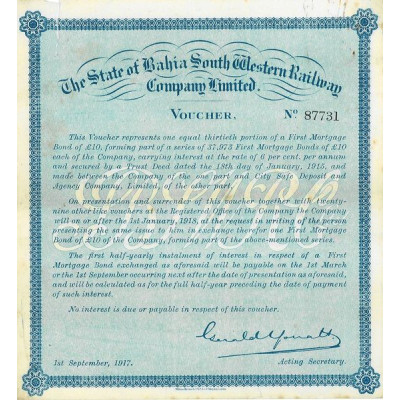 The State of Bahia South Western Railway
Company Limited.
VOUCHER. Nº 87731
This Voucher represents one equal thirtieth portion of a First Mortgage
Bond of £10, forming part of a series of 37,973 First Mortgage Bonds of £10
each of the Company, carrying interest at the rate of 6 per cent. per annum
and secured by a Trust Deed dated the 18th day of January, 1915, and
made between the Company of the one part and City Safe Deposit and
Agency Company, Limited, of the other part.
On presentation and surrender of this voucher together with twenty-
nine other like vouchers at the Registered Office of the Company the Company
will on or after the 1st January, 1918, at the request in writing of the person
presenting the same give in exchange therefor one First Mortgage
Bond of £10 of the Company, forming part of the above-mentioned series.
The first half-yearly instalment of interest in respect of a First
Mortgage Bond exchanged as aforesaid will be payable on the 1st March
or the 1st September occurring next after the date of presentation as aforesaid,
and will be calculated as for the full half-year preceding the date of payment
of such interest.
No interest is due or payable in respect of this voucher.
1st September, 1917. Acting Secretary.